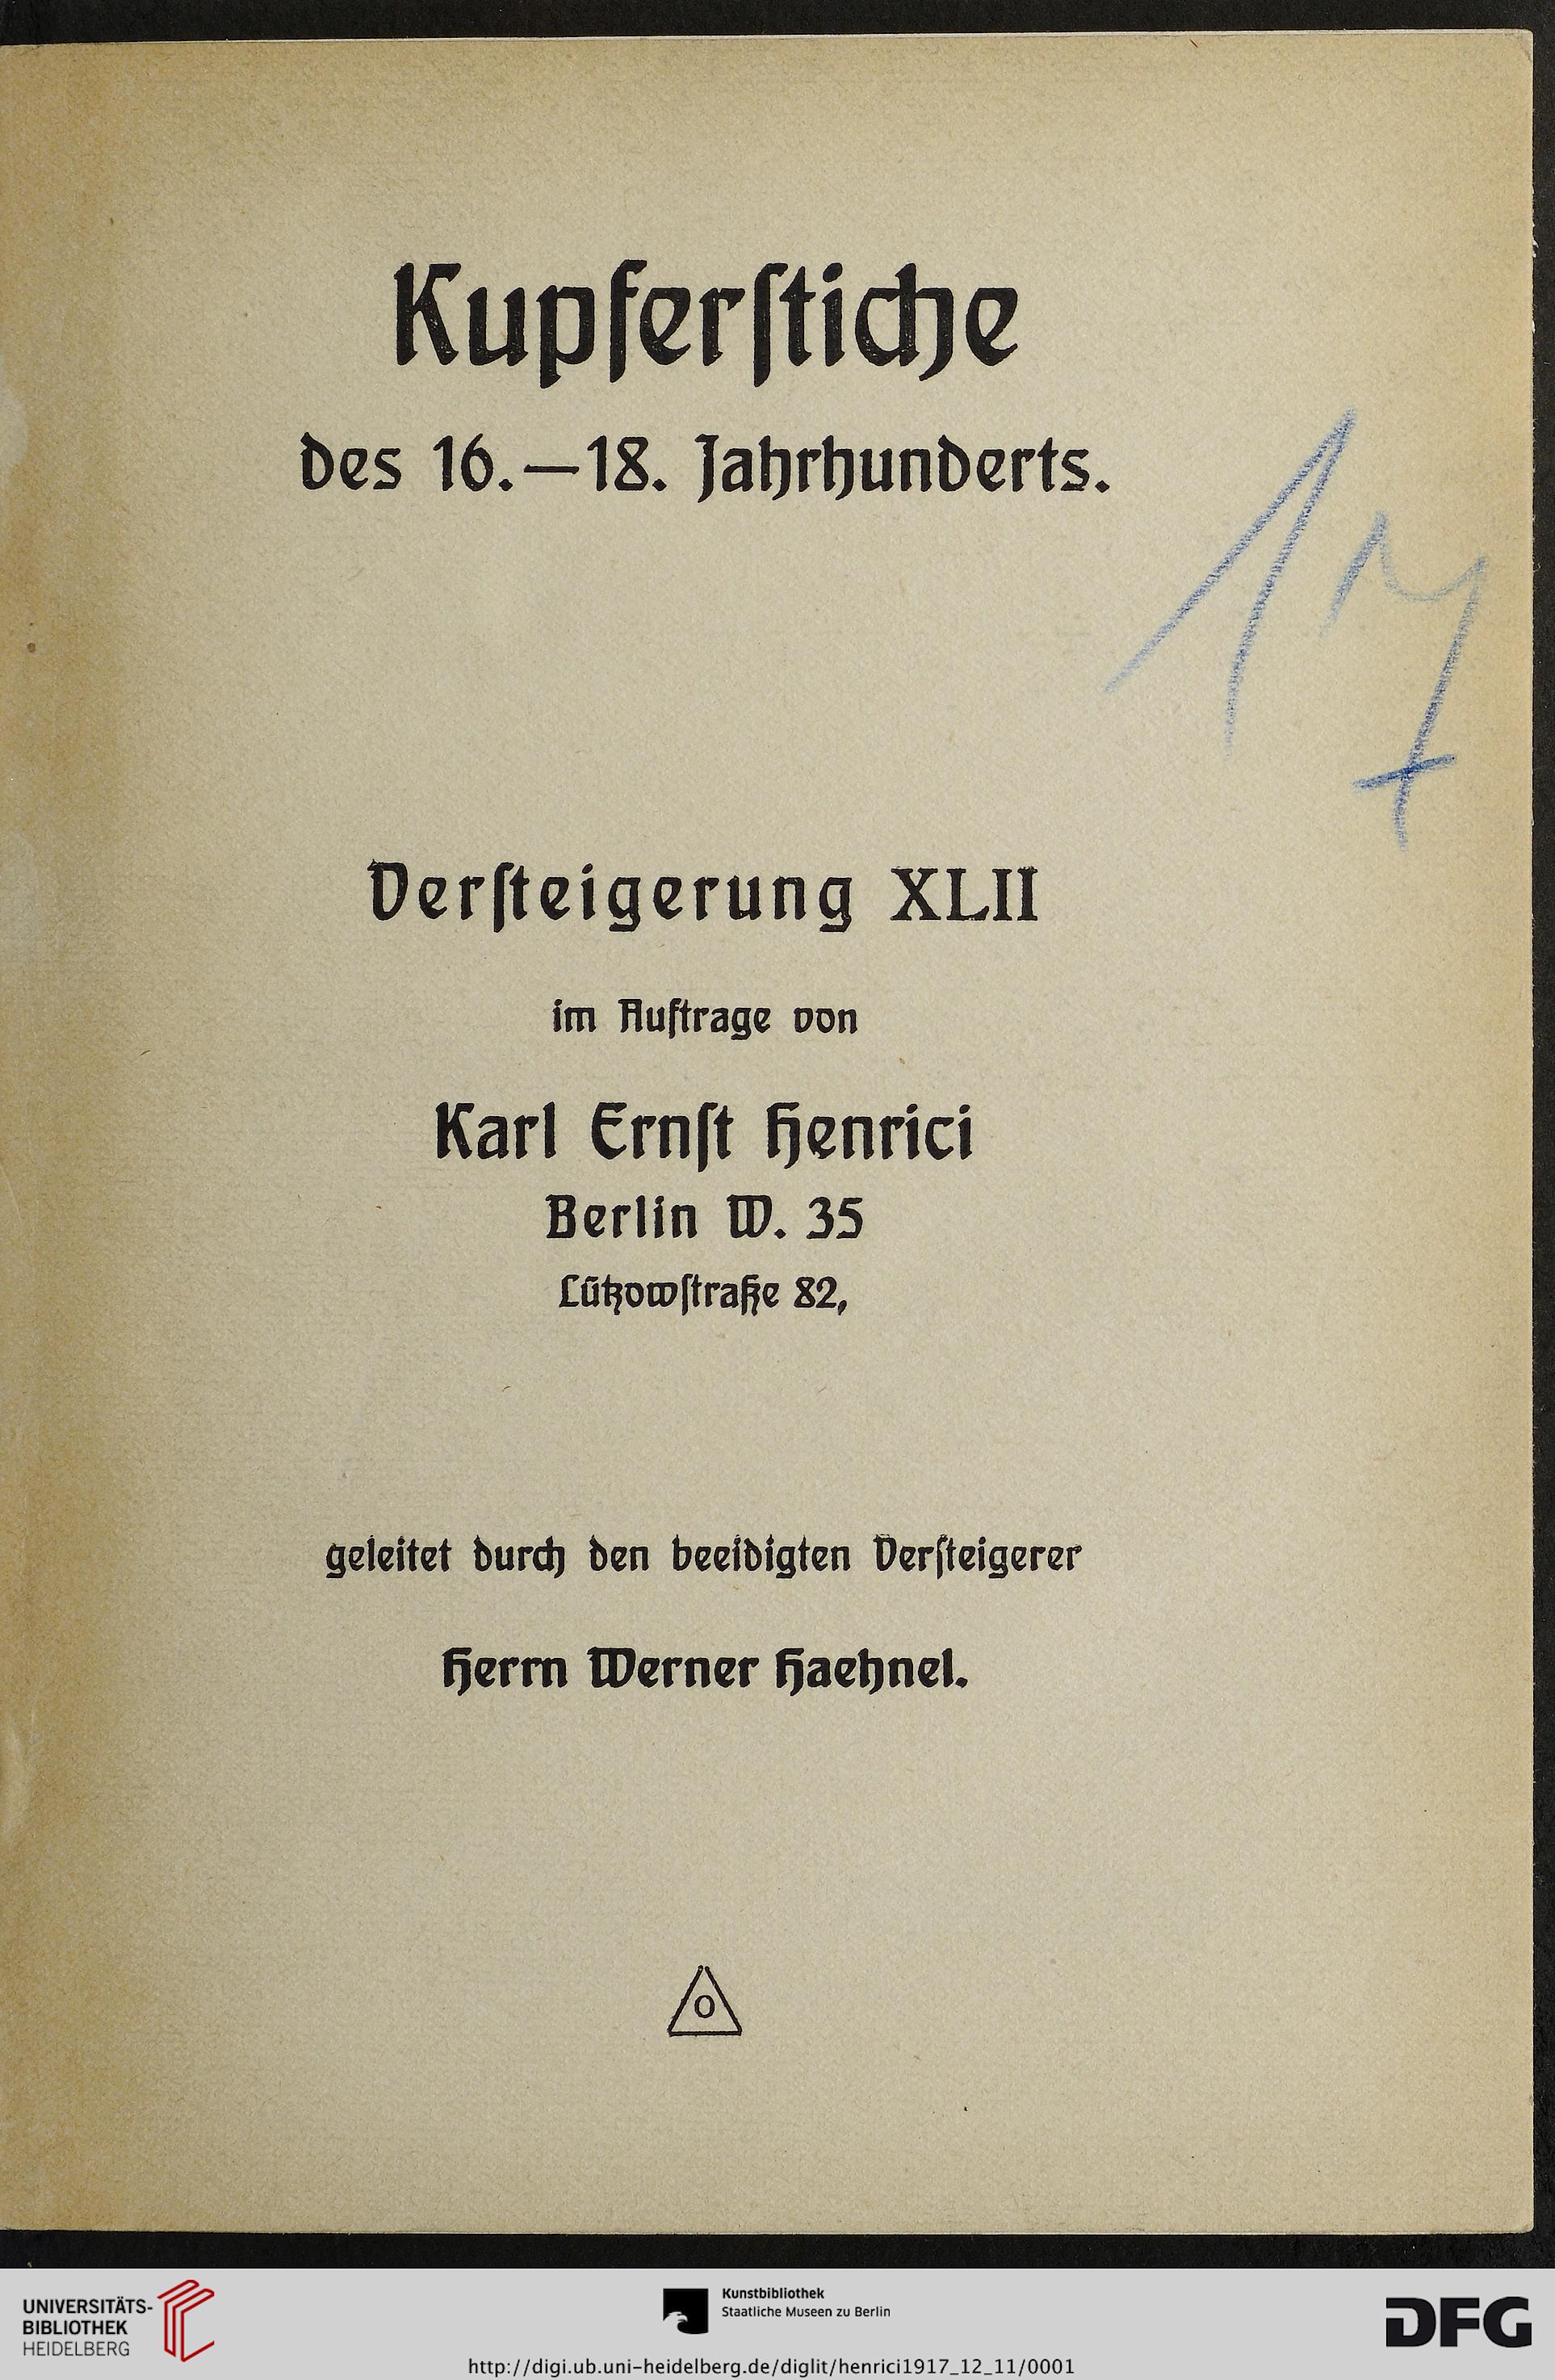 Kupferſtiche
des 16.—18. Jahrhunderts.
17
Verſteigerung XLII
im Auftrage von
Karl Ernſt Henrici
Berlin W. 35
Lützowſtraße 82,
geleitet durch den beeidigten Verſteigerer
Herrn Werner Haehnel.
O
UNIVERSITÄTS-
BIBLIOTHEK
HEIDELBERG
Kunstbibliothek
Staatliche Museen zu Berlin
DFG
http://digi.ub.uni-heidelberg.de/diglit/henrici1917_12_11/0001